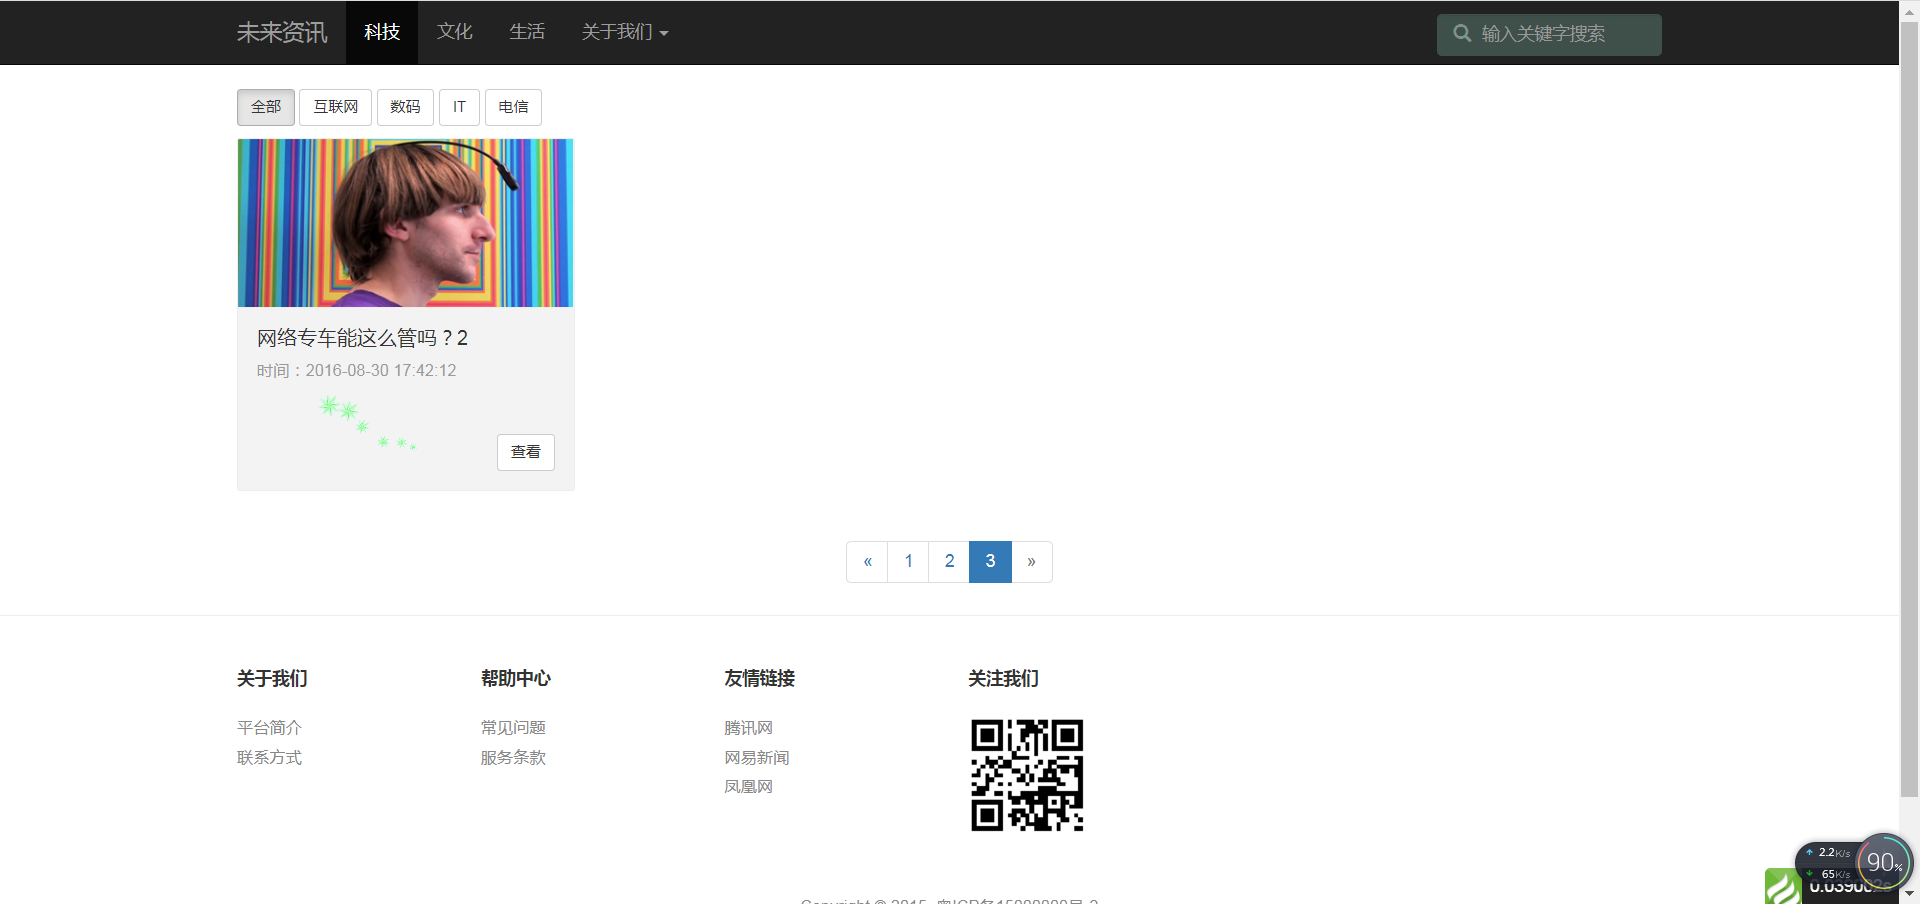 未来资讯 科技 文化 生活 关于我们 输入关键字搜索
全部 互联网 数码 IT 电信
网络专车能这么管吗？2
时间：2016-08-30 17:42:12
查看
« 1 2 3 »
关于我们 帮助中心 友情链接 关注我们
平台简介 常见问题 腾讯网
联系方式 服务条款 网易新闻
凤凰网
2.2K/s
90%
65K/s